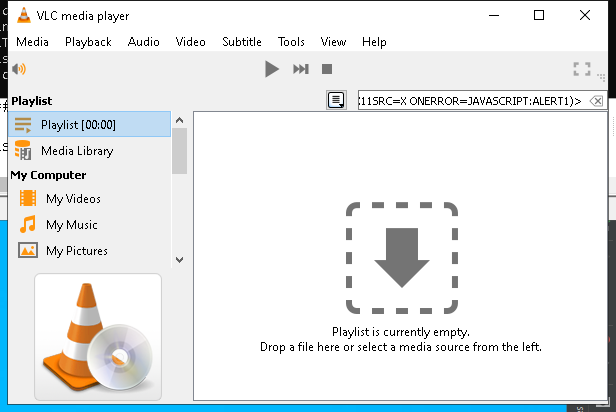 VLC media player
Media Playback Audio Video Subtitle Tools View Help
Playlist
11SRC=X ONERROR=JAVASCRIPT:ALERT1)>
Playlist [00:00]
Media Library
My Computer
My Videos
My Music
My Pictures
Playlist is currently empty.
Drop a file here or select a media source from the left.